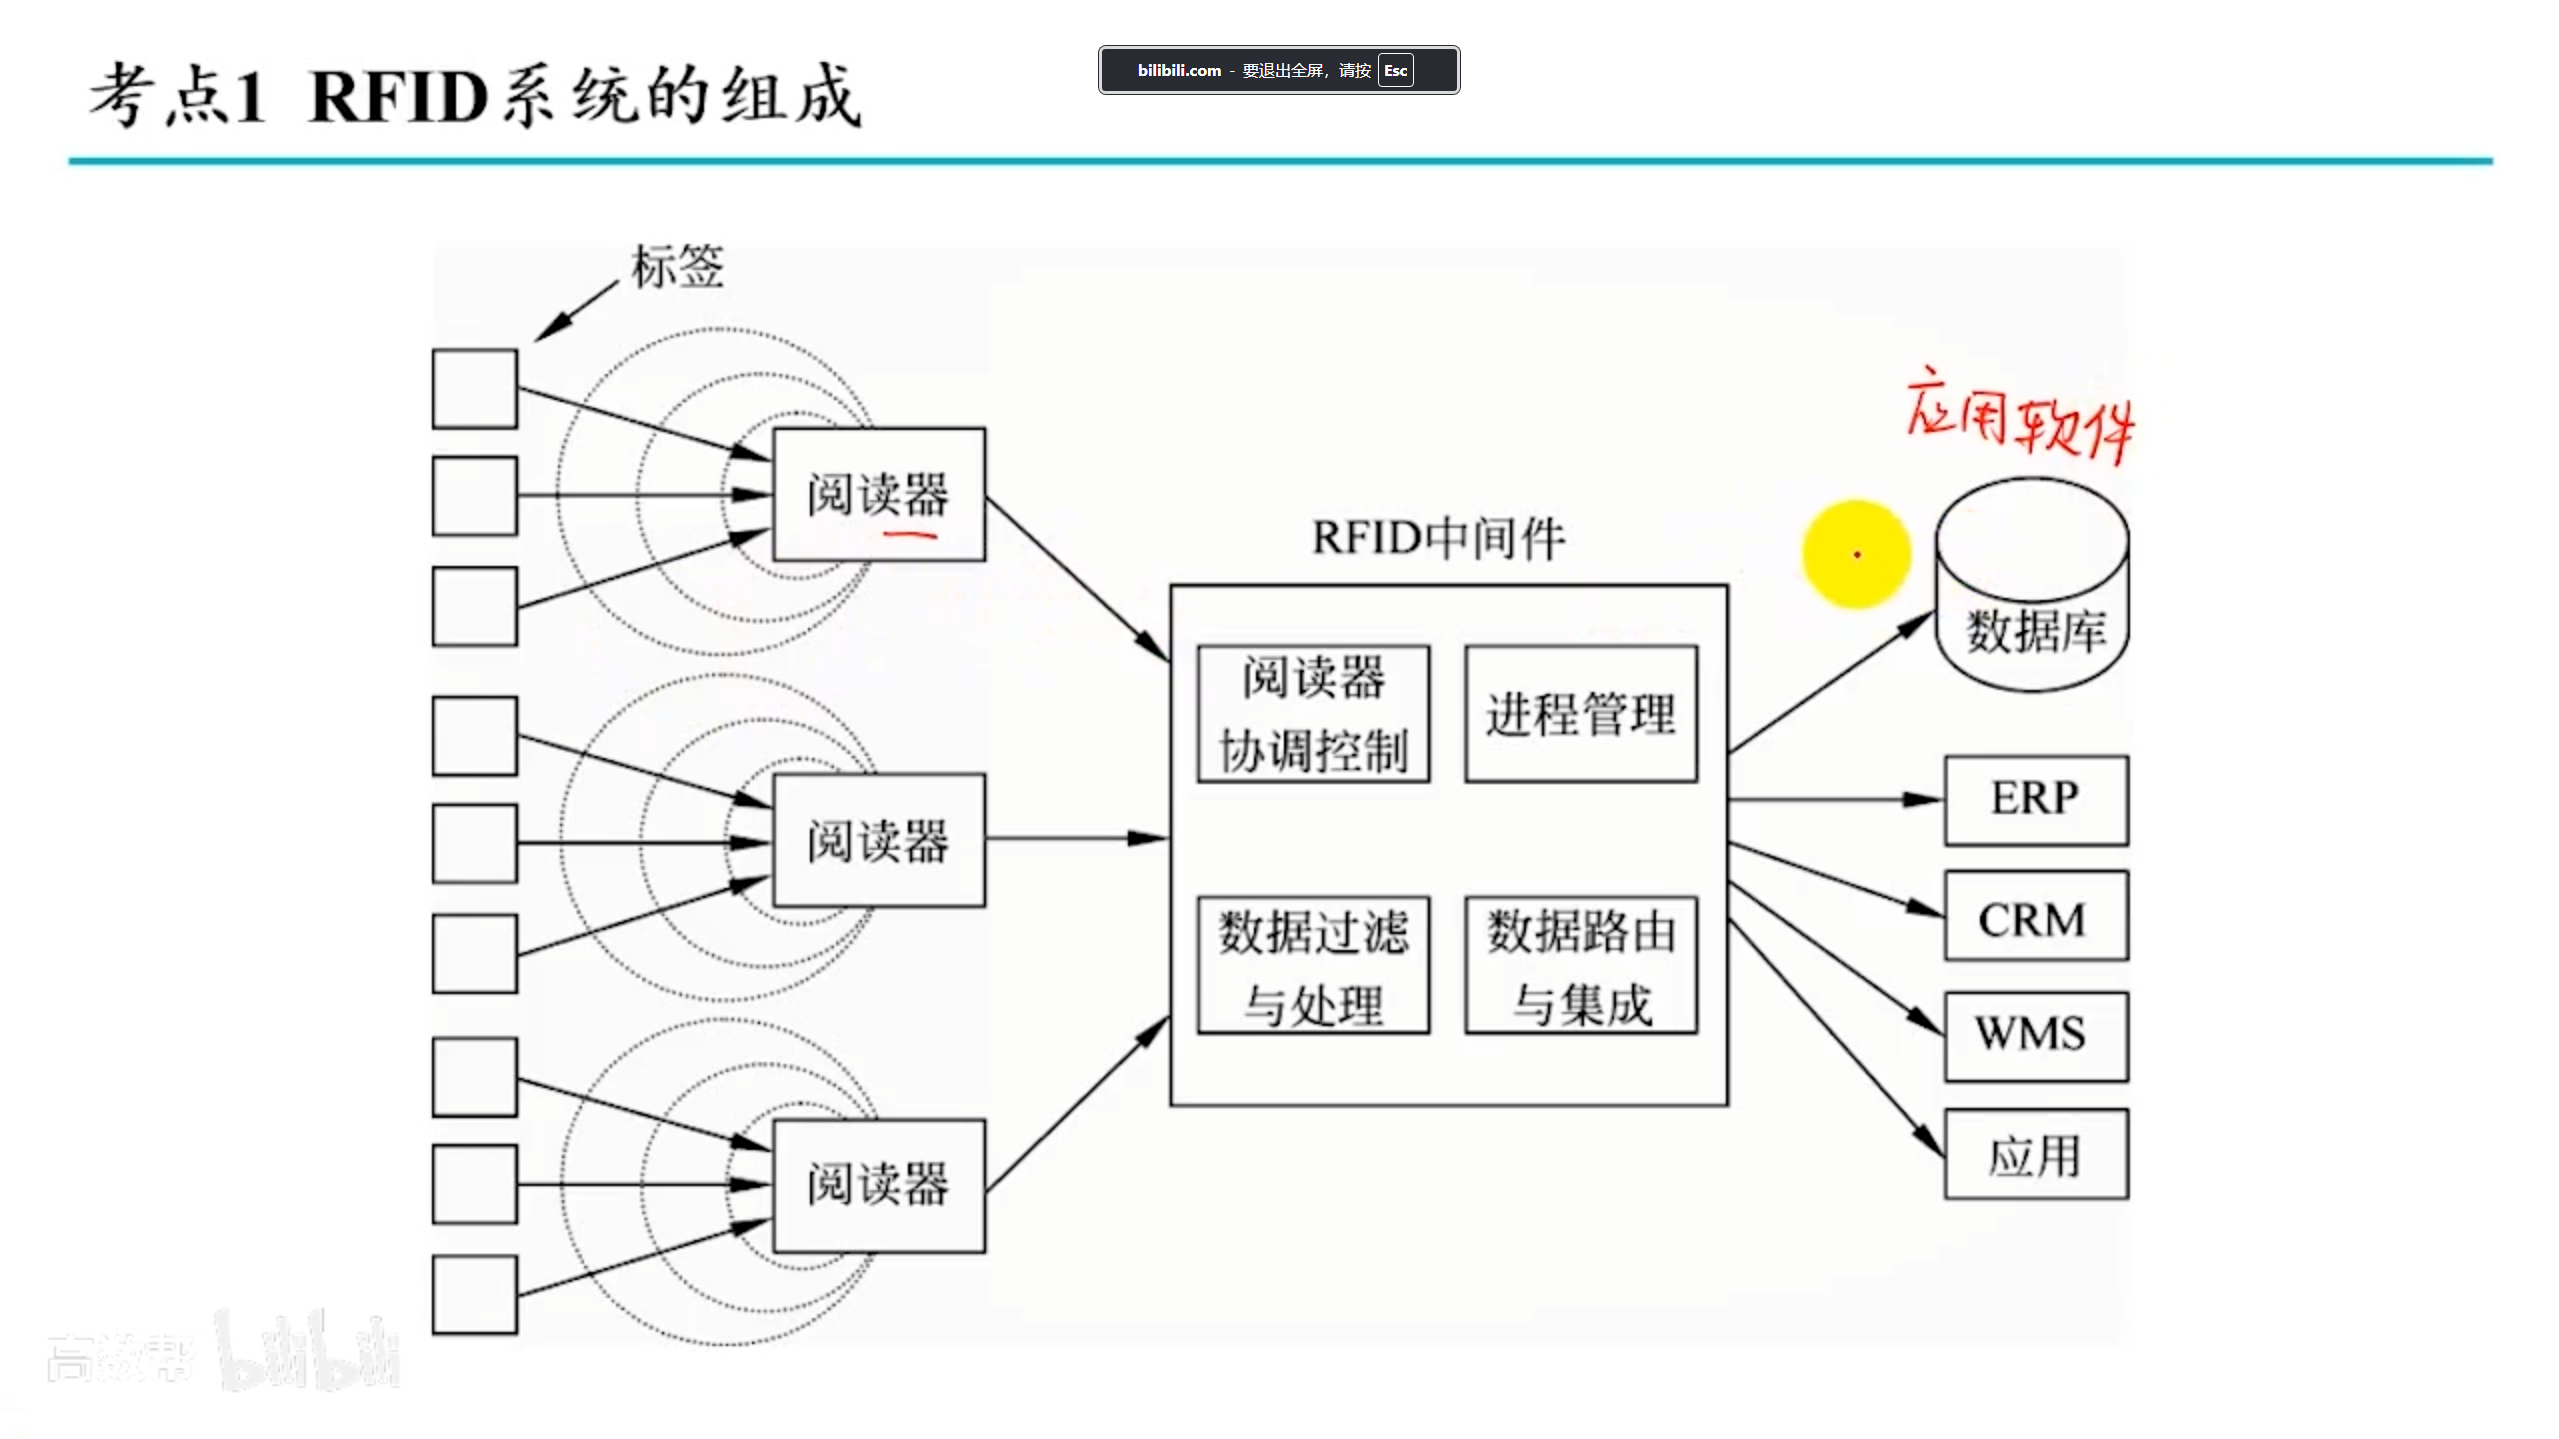 考点1 RFID系统的组成
bilibili.com - 要退出全屏，请按 Esc
标签
阅读器
阅读器
阅读器
RFID中间件
阅读器
协调控制
进程管理
数据过滤
与处理
数据路由
与集成
应用软件
数据库
ERP
CRM
WMS
应用
高数帮 bilibili